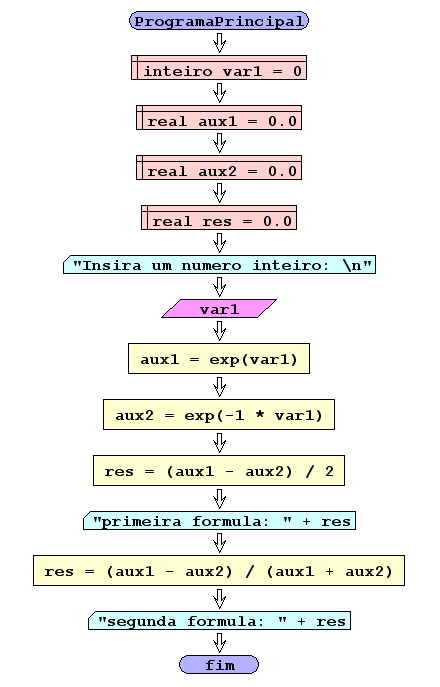 ProgramaPrincipal
inteiro var1 = 0
real aux1 = 0.0
real aux2 = 0.0
real res = 0.0
"Insira um numero inteiro: \n"
var1
aux1 = exp(var1)
aux2 = exp(-1 * var1)
res = (aux1 - aux2) / 2
"primeira formula: " + res
res = (aux1 - aux2) / (aux1 + aux2)
"segunda formula: " + res
fim